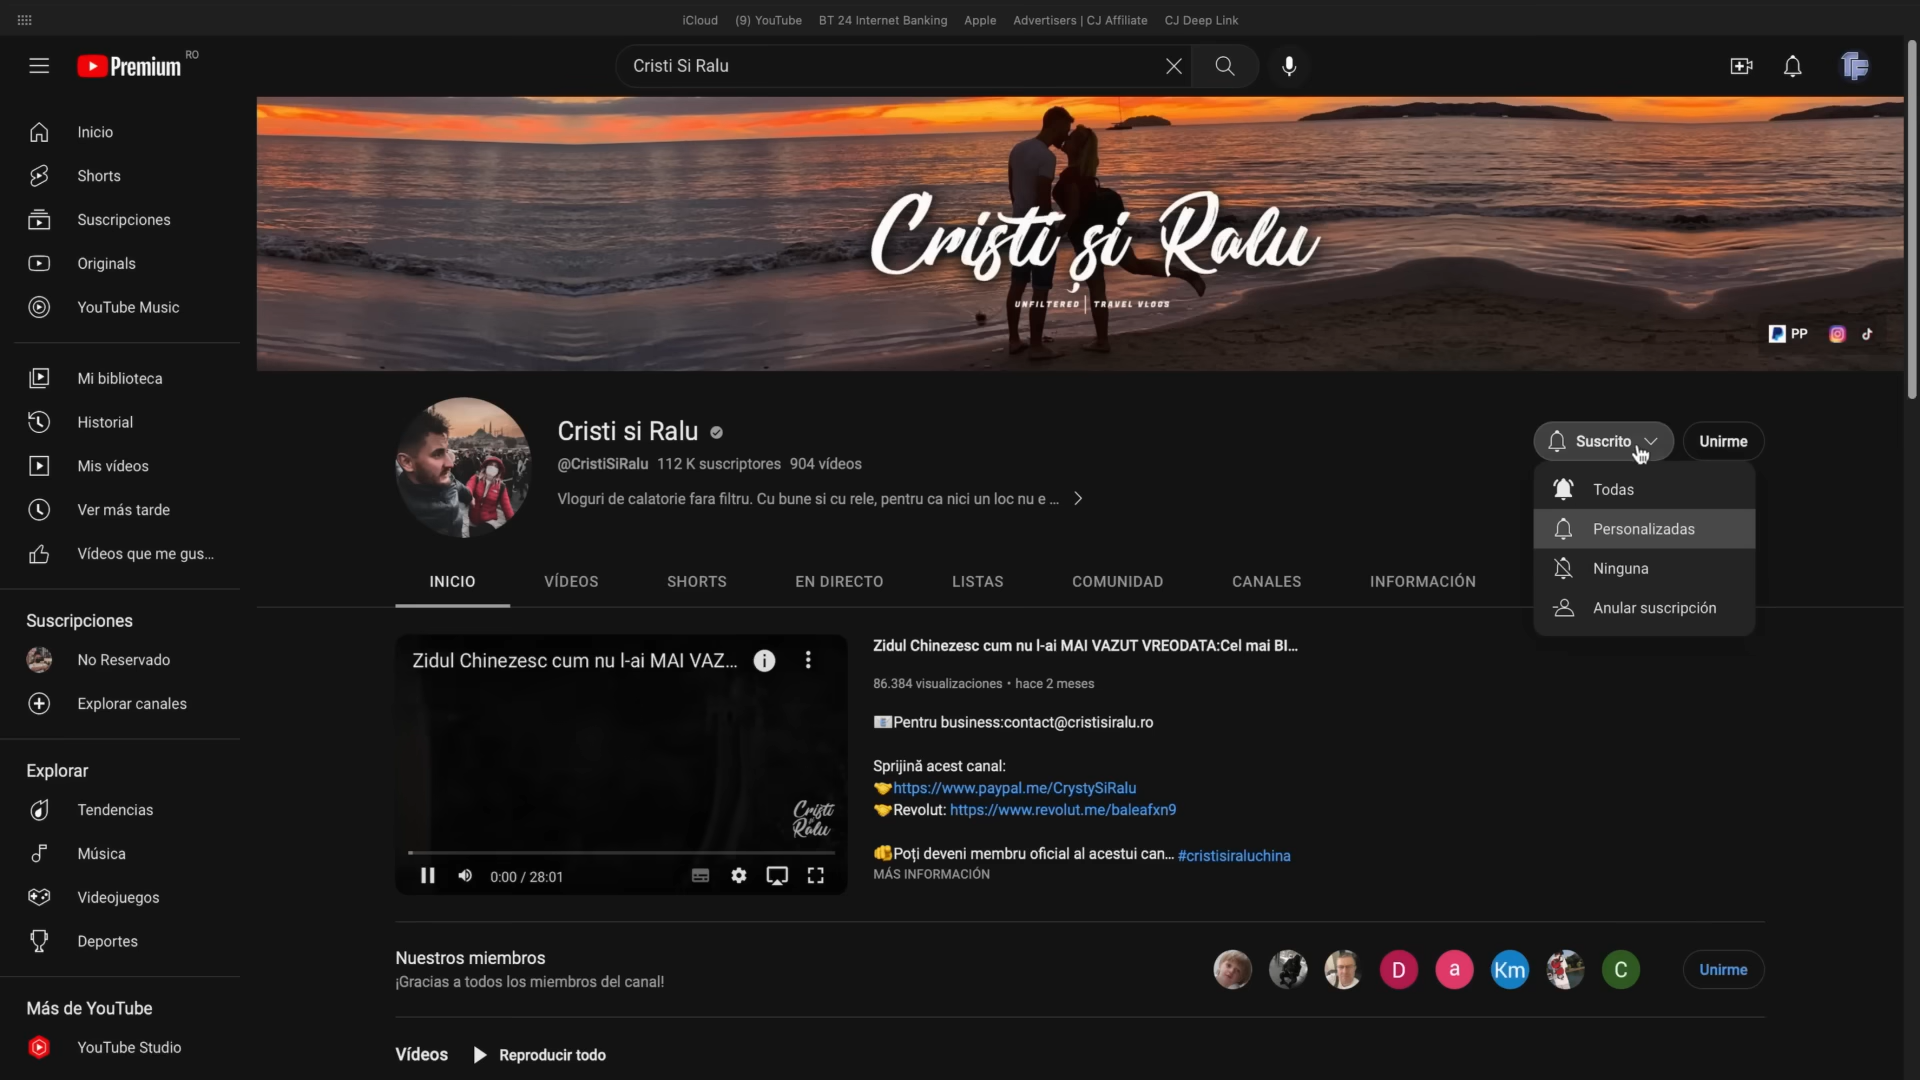 iCloud (9) YouTube BT 24 Internet Banking Apple Advertisers | CJ Affiliate CJ Deep Link
Premium RO
Cristi Si Ralu
Inicio
Shorts
Suscripciones
Originals
YouTube Music
Mi biblioteca
Historial
Mis vídeos
Ver más tarde
Vídeos que me gus...
Suscripciones
No Reservado
Explorar canales
Explorar
Tendencias
Música
Videojuegos
Deportes
Más de YouTube
YouTube Studio
Cristi și Ralu
UNFILTERED | TRAVEL VLOGS
PP
Cristi si Ralu
@CristiSiRalu 112 K suscriptores 904 vídeos
Vloguri de calatorie fara filtru. Cu bune si cu rele, pentru ca nici un loc nu e ...
Suscrito
Unirme
Todas
Personalizadas
Ninguna
Anular suscripción
INICIO VÍDEOS SHORTS EN DIRECTO LISTAS COMUNIDAD CANALES INFORMACIÓN
Zidul Chinezesc cum nu l-ai MAI VAZ...
Cristi și Ralu
0:00 / 28:01
Zidul Chinezesc cum nu l-ai MAI VAZUT VREODATA:Cel mai BI...
86.384 visualizaciones • hace 2 meses
Pentru business:contact@cristisiralu.ro
Sprijină acest canal:
https://www.paypal.me/CrystySiRalu
Revolut: https://www.revolut.me/baleafxn9
Poți deveni membru oficial al acestui can... #cristisiraluchina
MÁS INFORMACIÓN
Nuestros miembros
¡Gracias a todos los miembros del canal!
D a Km C
Unirme
Vídeos Reproducir todo